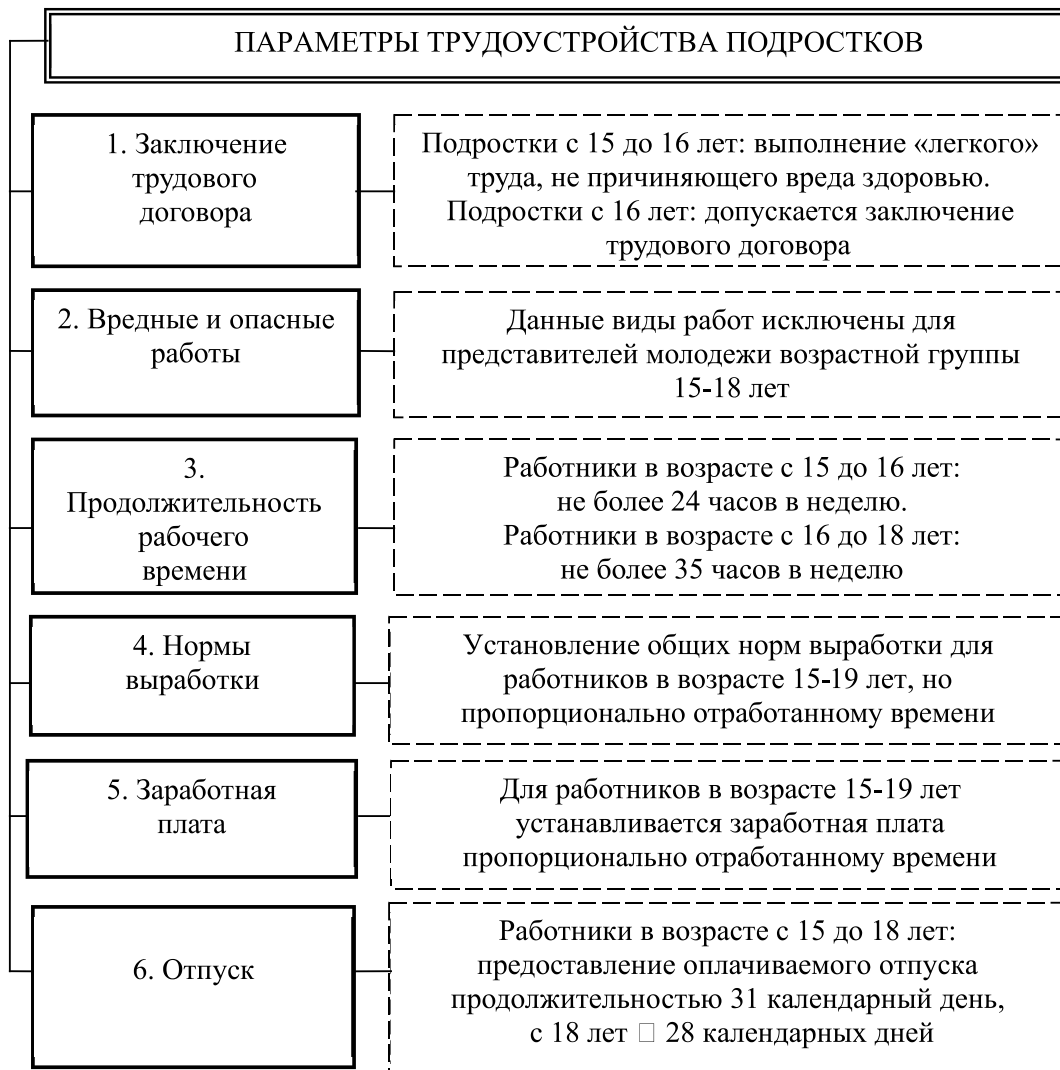 ПАРАМЕТРЫ ТРУДОУСТРОЙСТВА ПОДРОСТКОВ
1. Заключение
трудового
договора
Подростки с 15 до 16 лет: выполнение «легкого»
труда, не причиняющего вреда здоровью.
Подростки с 16 лет: допускается заключение
трудового договора
2. Вредные и опасные
работы
Данные виды работ исключены для
представителей молодежи возрастной группы
15-18 лет
3.
Продолжительность
рабочего
времени
Работники в возрасте с 15 до 16 лет:
не более 24 часов в неделю.
Работники в возрасте с 16 до 18 лет:
не более 35 часов в неделю
4. Нормы
выработки
Установление общих норм выработки для
работников в возрасте 15-19 лет, но
пропорционально отработанному времени
5. Заработная
плата
Для работников в возрасте 15-19 лет
устанавливается заработная плата
пропорционально отработанному времени
6. Отпуск
Работники в возрасте с 15 до 18 лет:
предоставление оплачиваемого отпуска
продолжительностью 31 календарный день,
с 18 лет □ 28 календарных дней